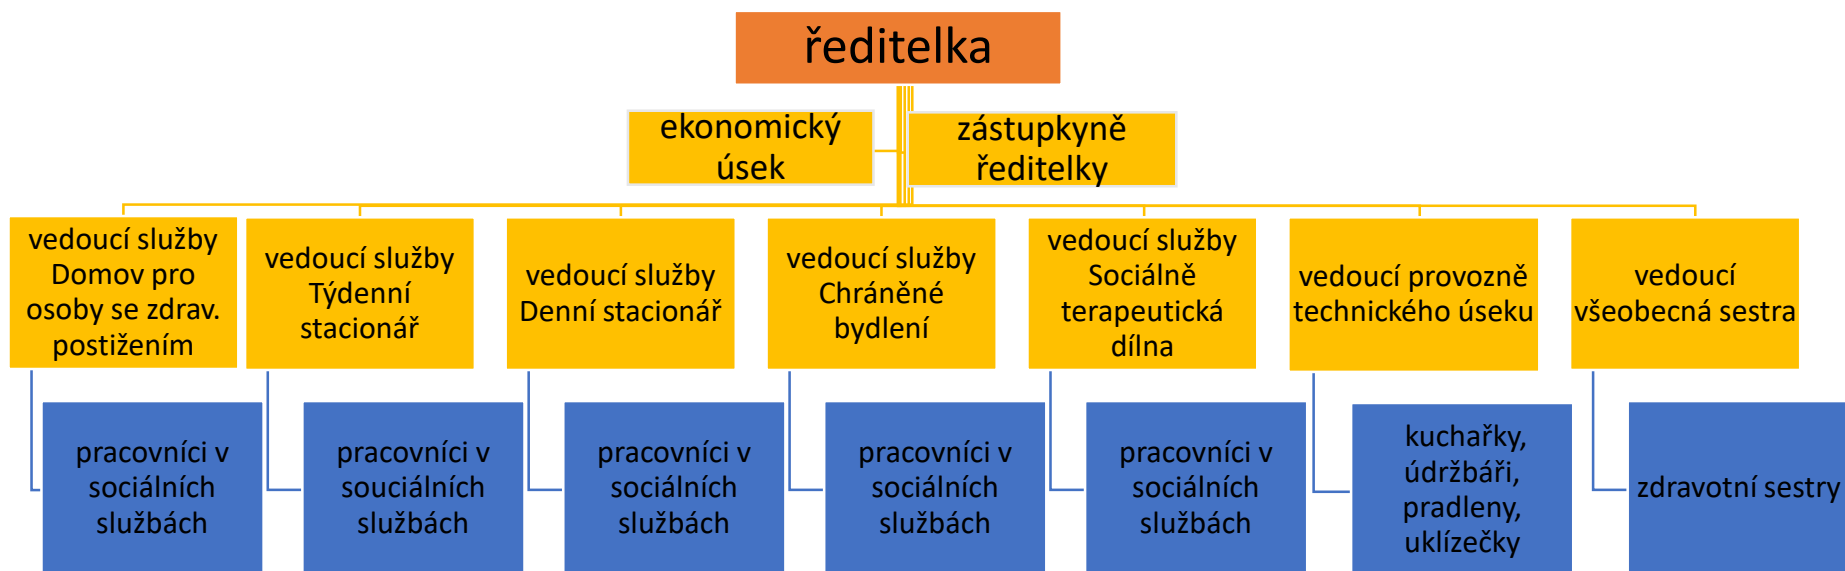 ředitelka
ekonomický
úsek
zástupkyně
ředitelky
vedoucí služby
Domov pro
osoby se zdrav.
postižením
vedoucí služby
Týdenní
stacionář
vedoucí služby
Denní stacionář
vedoucí služby
Chráněné
bydlení
vedoucí služby
Sociálně
terapeutická
dílna
vedoucí provozně
technického úseku
vedoucí
všeobecná sestra
pracovníci v
sociálních
službách
pracovníci v
souciálních
službách
pracovníci v
sociálních
službách
pracovníci v
sociálních
službách
pracovníci v
sociálních
službách
kuchařky,
údržbáři,
pradleny,
uklízečky
zdravotní sestry